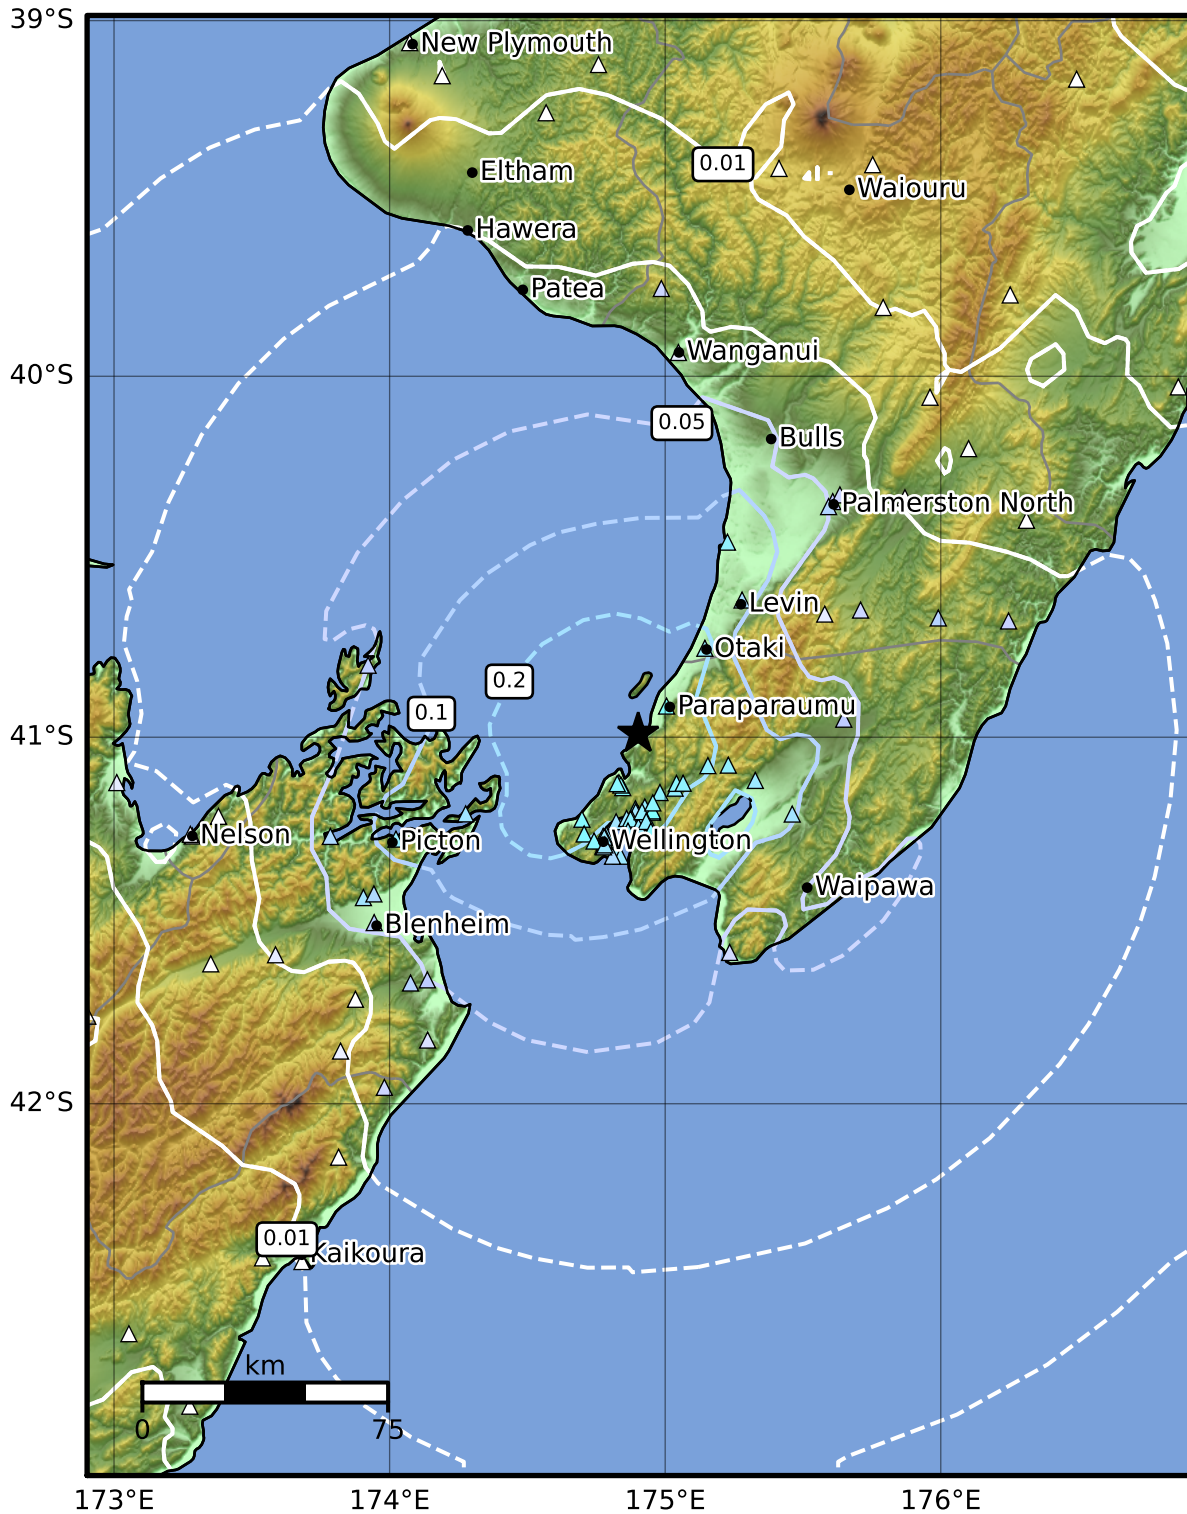 39°S
New Plymouth
0.01
Eltham
Waiouru
Hawera
Patea
Wanganui
40°S
0.05
Bulls
Palmerston North
Levin
Otaki
0.2
Paraparaumu
0.1
41°S
Nelson
Picton
Wellington
Waipawa
Blenheim
42°S
0.01
Kaikoura
km
0
75
173°E
174°E
175°E
176°E